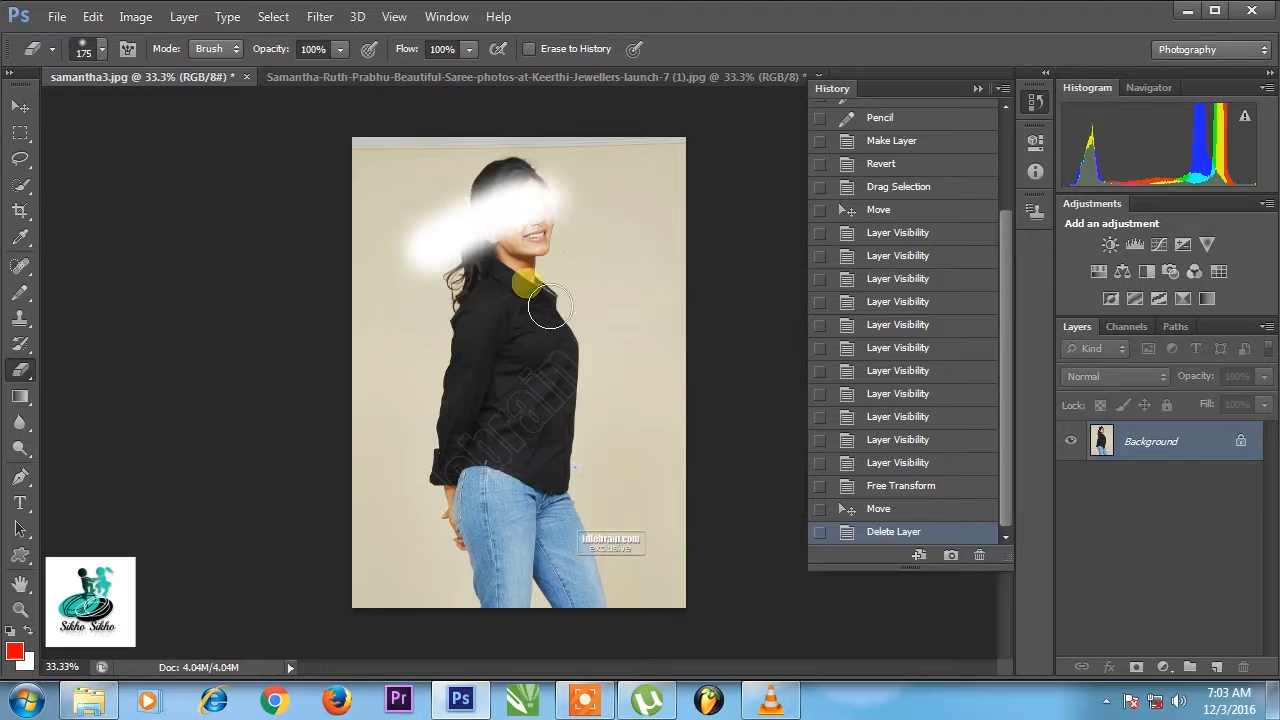 Ps File Edit Image Layer Type Select Filter 3D View Window Help
175 Mode: Brush Opacity: 100% Flow: 100% Erase to History Photography
samantha3.jpg @ 33.3% (RGB/8#) * Samantha-Ruth-Prabhu-Beautiful-Saree-photos-at-Keerthi-Jewellers-launch-7 (1).jpg @ 33.3% (RGB/8) *
History
Pencil
Make Layer
Revert
Drag Selection
Move
Layer Visibility
Layer Visibility
Layer Visibility
Layer Visibility
Layer Visibility
Layer Visibility
Layer Visibility
Layer Visibility
Layer Visibility
Layer Visibility
Layer Visibility
Free Transform
Move
Delete Layer
Histogram Navigator
Adjustments
Add an adjustment
Layers Channels Paths
Kind
Normal Opacity: 100%
Lock: Fill: 100%
Background
idlebrain.com
exclusive
Sikho Sikho
33.33% Doc: 4.04M/4.04M
Pr Ps
7:03 AM
12/3/2016